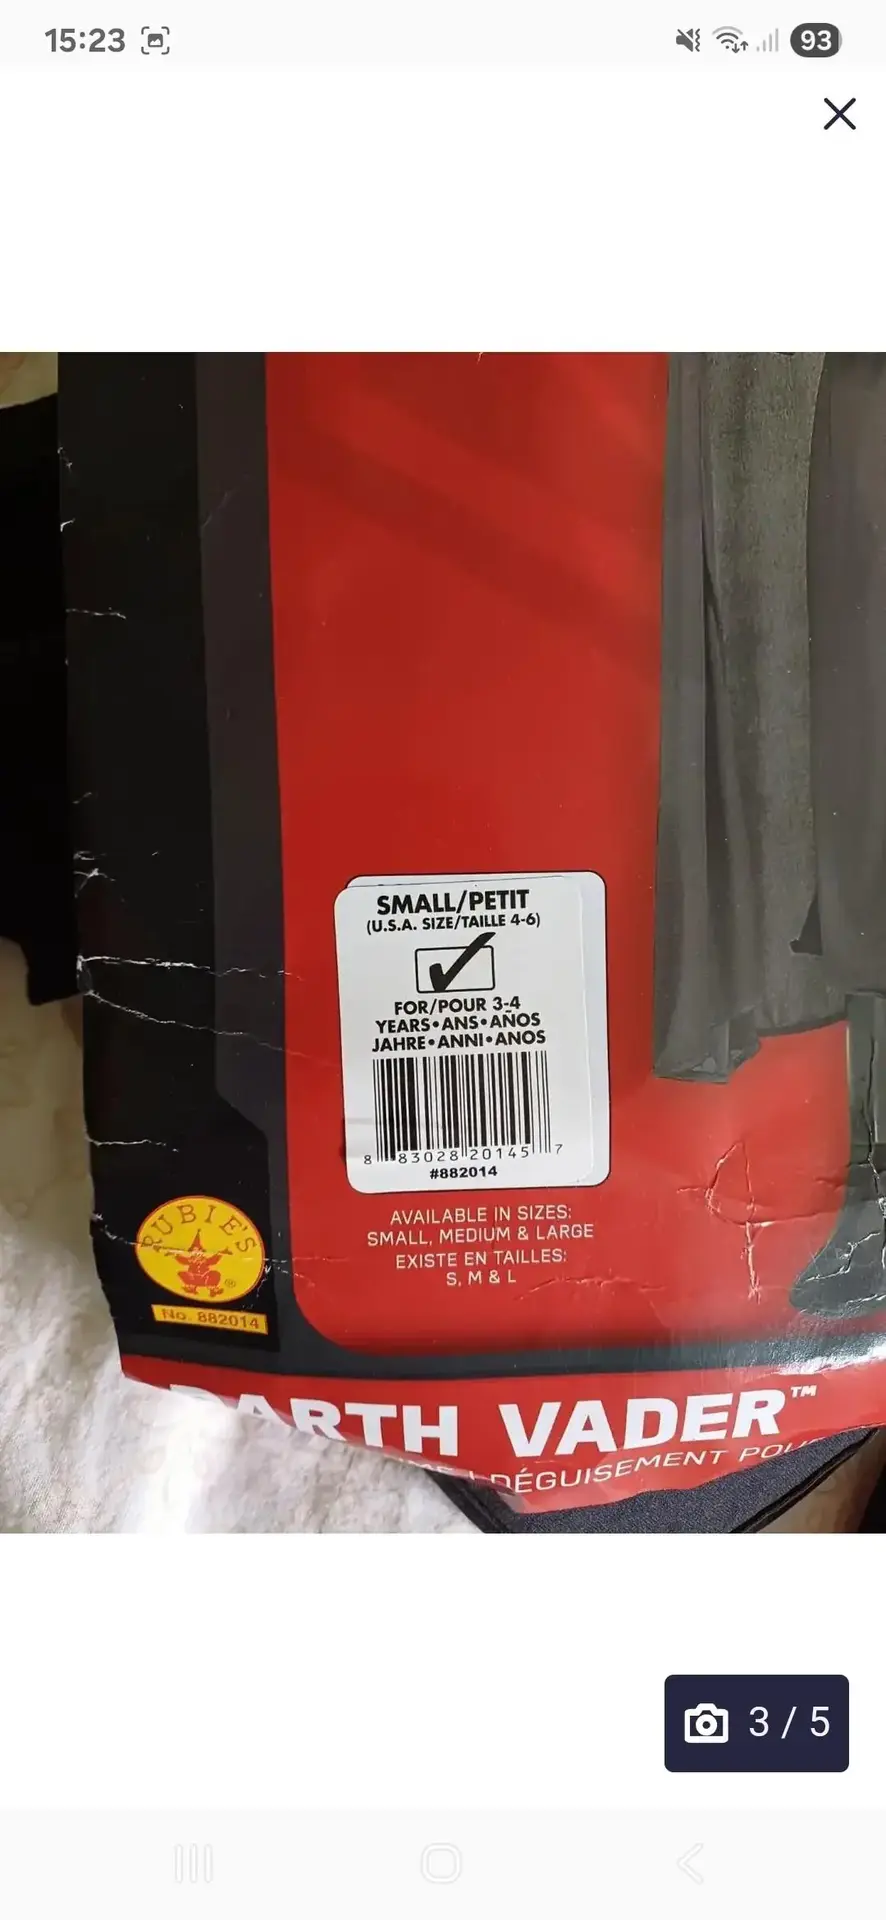 15:23
93
SMALL/PETIT
(U.S.A. SIZE/TAILLE 4-6)
FOR/POUR 3-4
YEARS•ANS•AÑOS
JAHRE•ANNI•ANOS
8 83028 20145 7
#882014
AVAILABLE IN SIZES:
SMALL, MEDIUM & LARGE
EXISTE EN TAILLES:
S, M & L
RUBIE'S
®
No. 882014
DARTH VADER™
DÉGUISEMENT
3 / 5